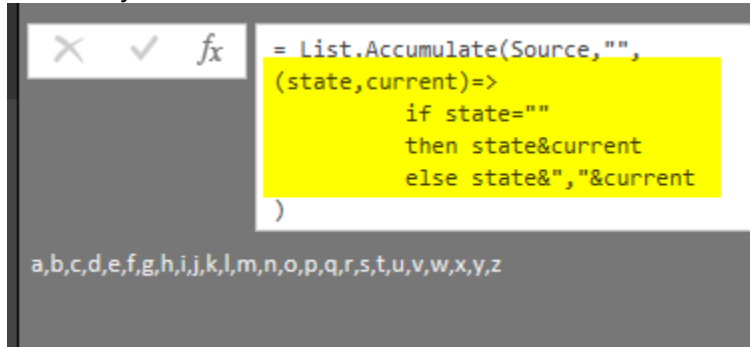 fx = List.Accumulate(Source,"",
(state,current)=>
if state=""
then state&current
else state&","&current
)
a,b,c,d,e,f,g,h,i,j,k,l,m,n,o,p,q,r,s,t,u,v,w,x,y,z